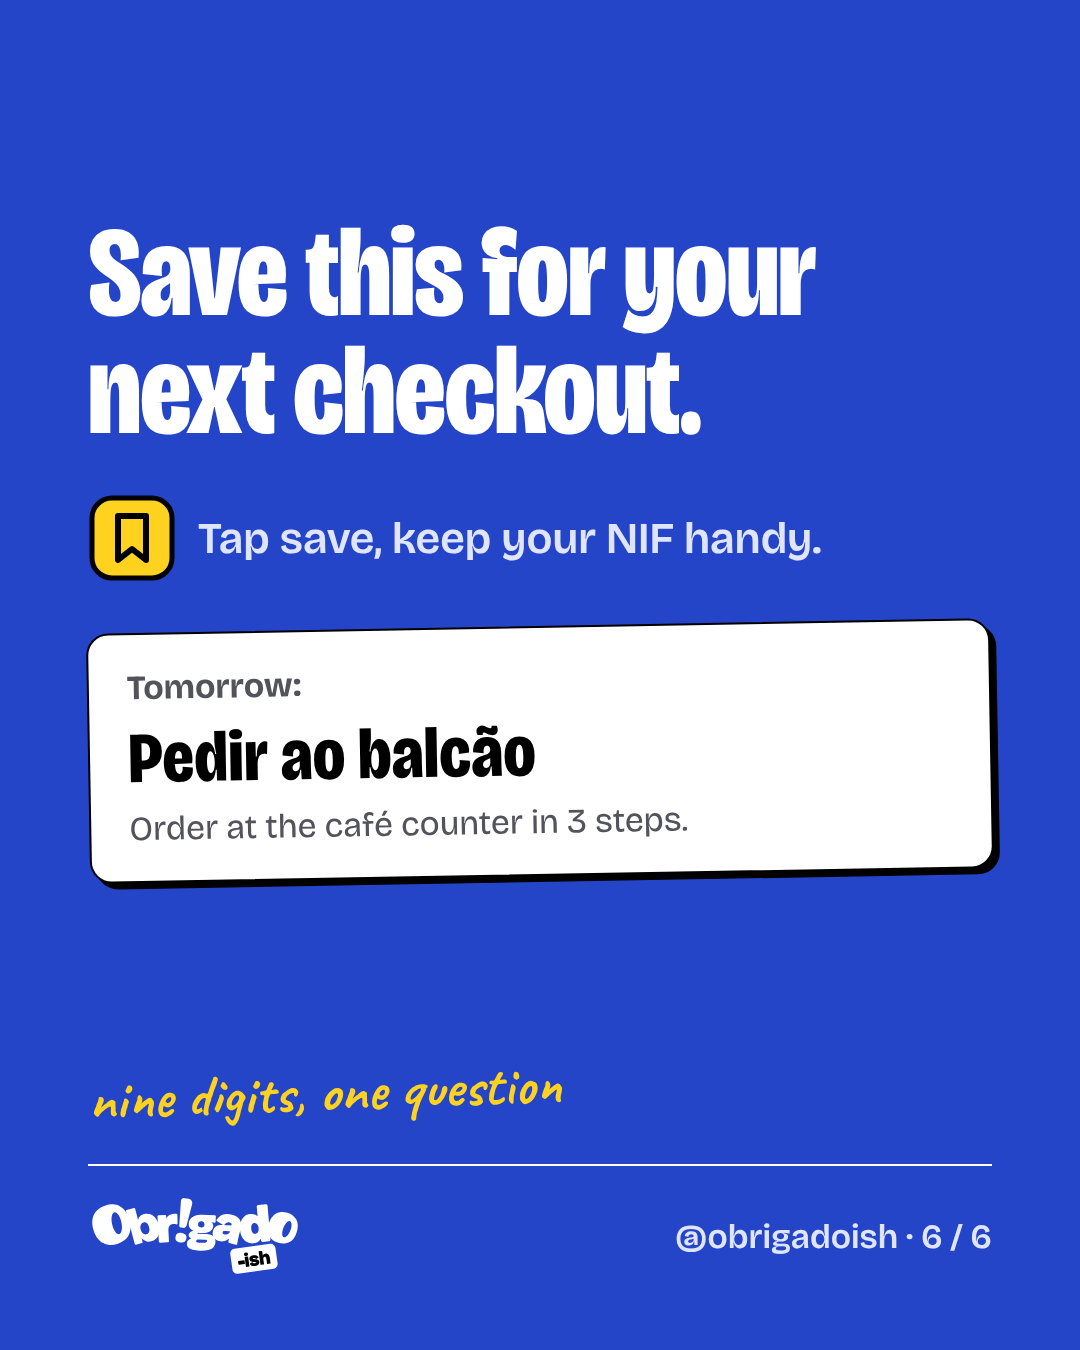 Save this for your
next checkout.
Tap save, keep your NIF handy.
Tomorrow:
Pedir ao balcão
Order at the café counter in 3 steps.
nine digits, one question
Obr!gado
-ish
@obrigadoish · 6 / 6